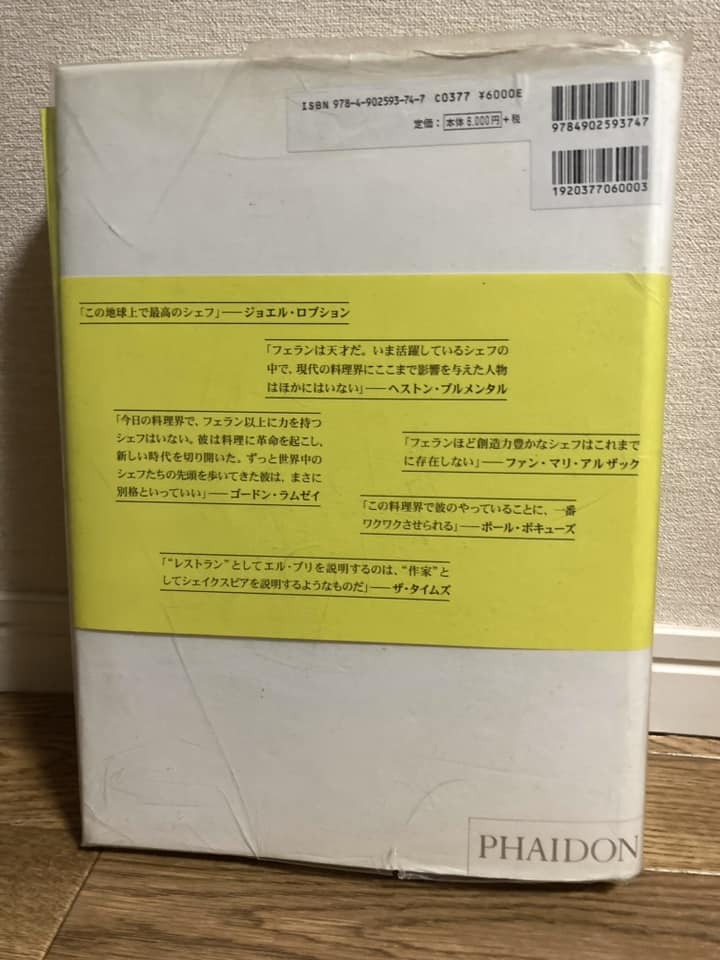 ISBN 978-4-902593-74-7 C0377 ¥6000E
定価：本体 6,000円+税
9784902593747
1920377060003
「この地球上で最高のシェフ」——ジョエル・ロブション
「フェランは天才だ。いま活躍しているシェフの
中で、現代の料理界にここまで影響を与えた人物
はほかにはいない」——ヘストン・ブルメンタル
「今日の料理界で、フェラン以上に力を持つ
シェフはいない。彼は料理に革命を起こし、
新しい時代を切り開いた。ずっと世界中の
シェフたちの先頭を歩いてきた彼は、まさに
別格といっていい」——ゴードン・ラムゼイ
「フェランほど創造力豊かなシェフはこれまで
に存在しない」——ファン・マリ・アルザック
「この料理界で彼のやっていることに、一番
ワクワクさせられる」——ポール・ボキューズ
「“レストラン”としてエル・ブリを説明するのは、“作家”と
してシェイクスピアを説明するようなものだ」——ザ・タイムズ
PHAIDON